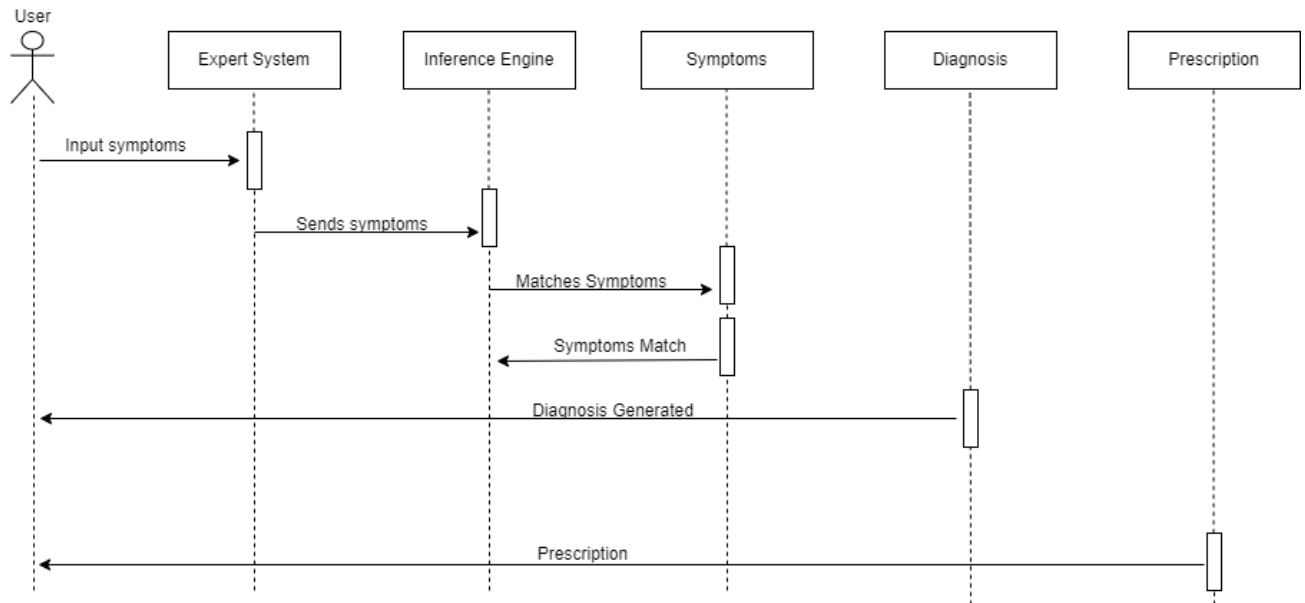 User
Expert System
Inference Engine
Symptoms
Diagnosis
Prescription
Input symptoms
Sends symptoms
Matches Symptoms
Symptoms Match
Diagnosis Generated
Prescription